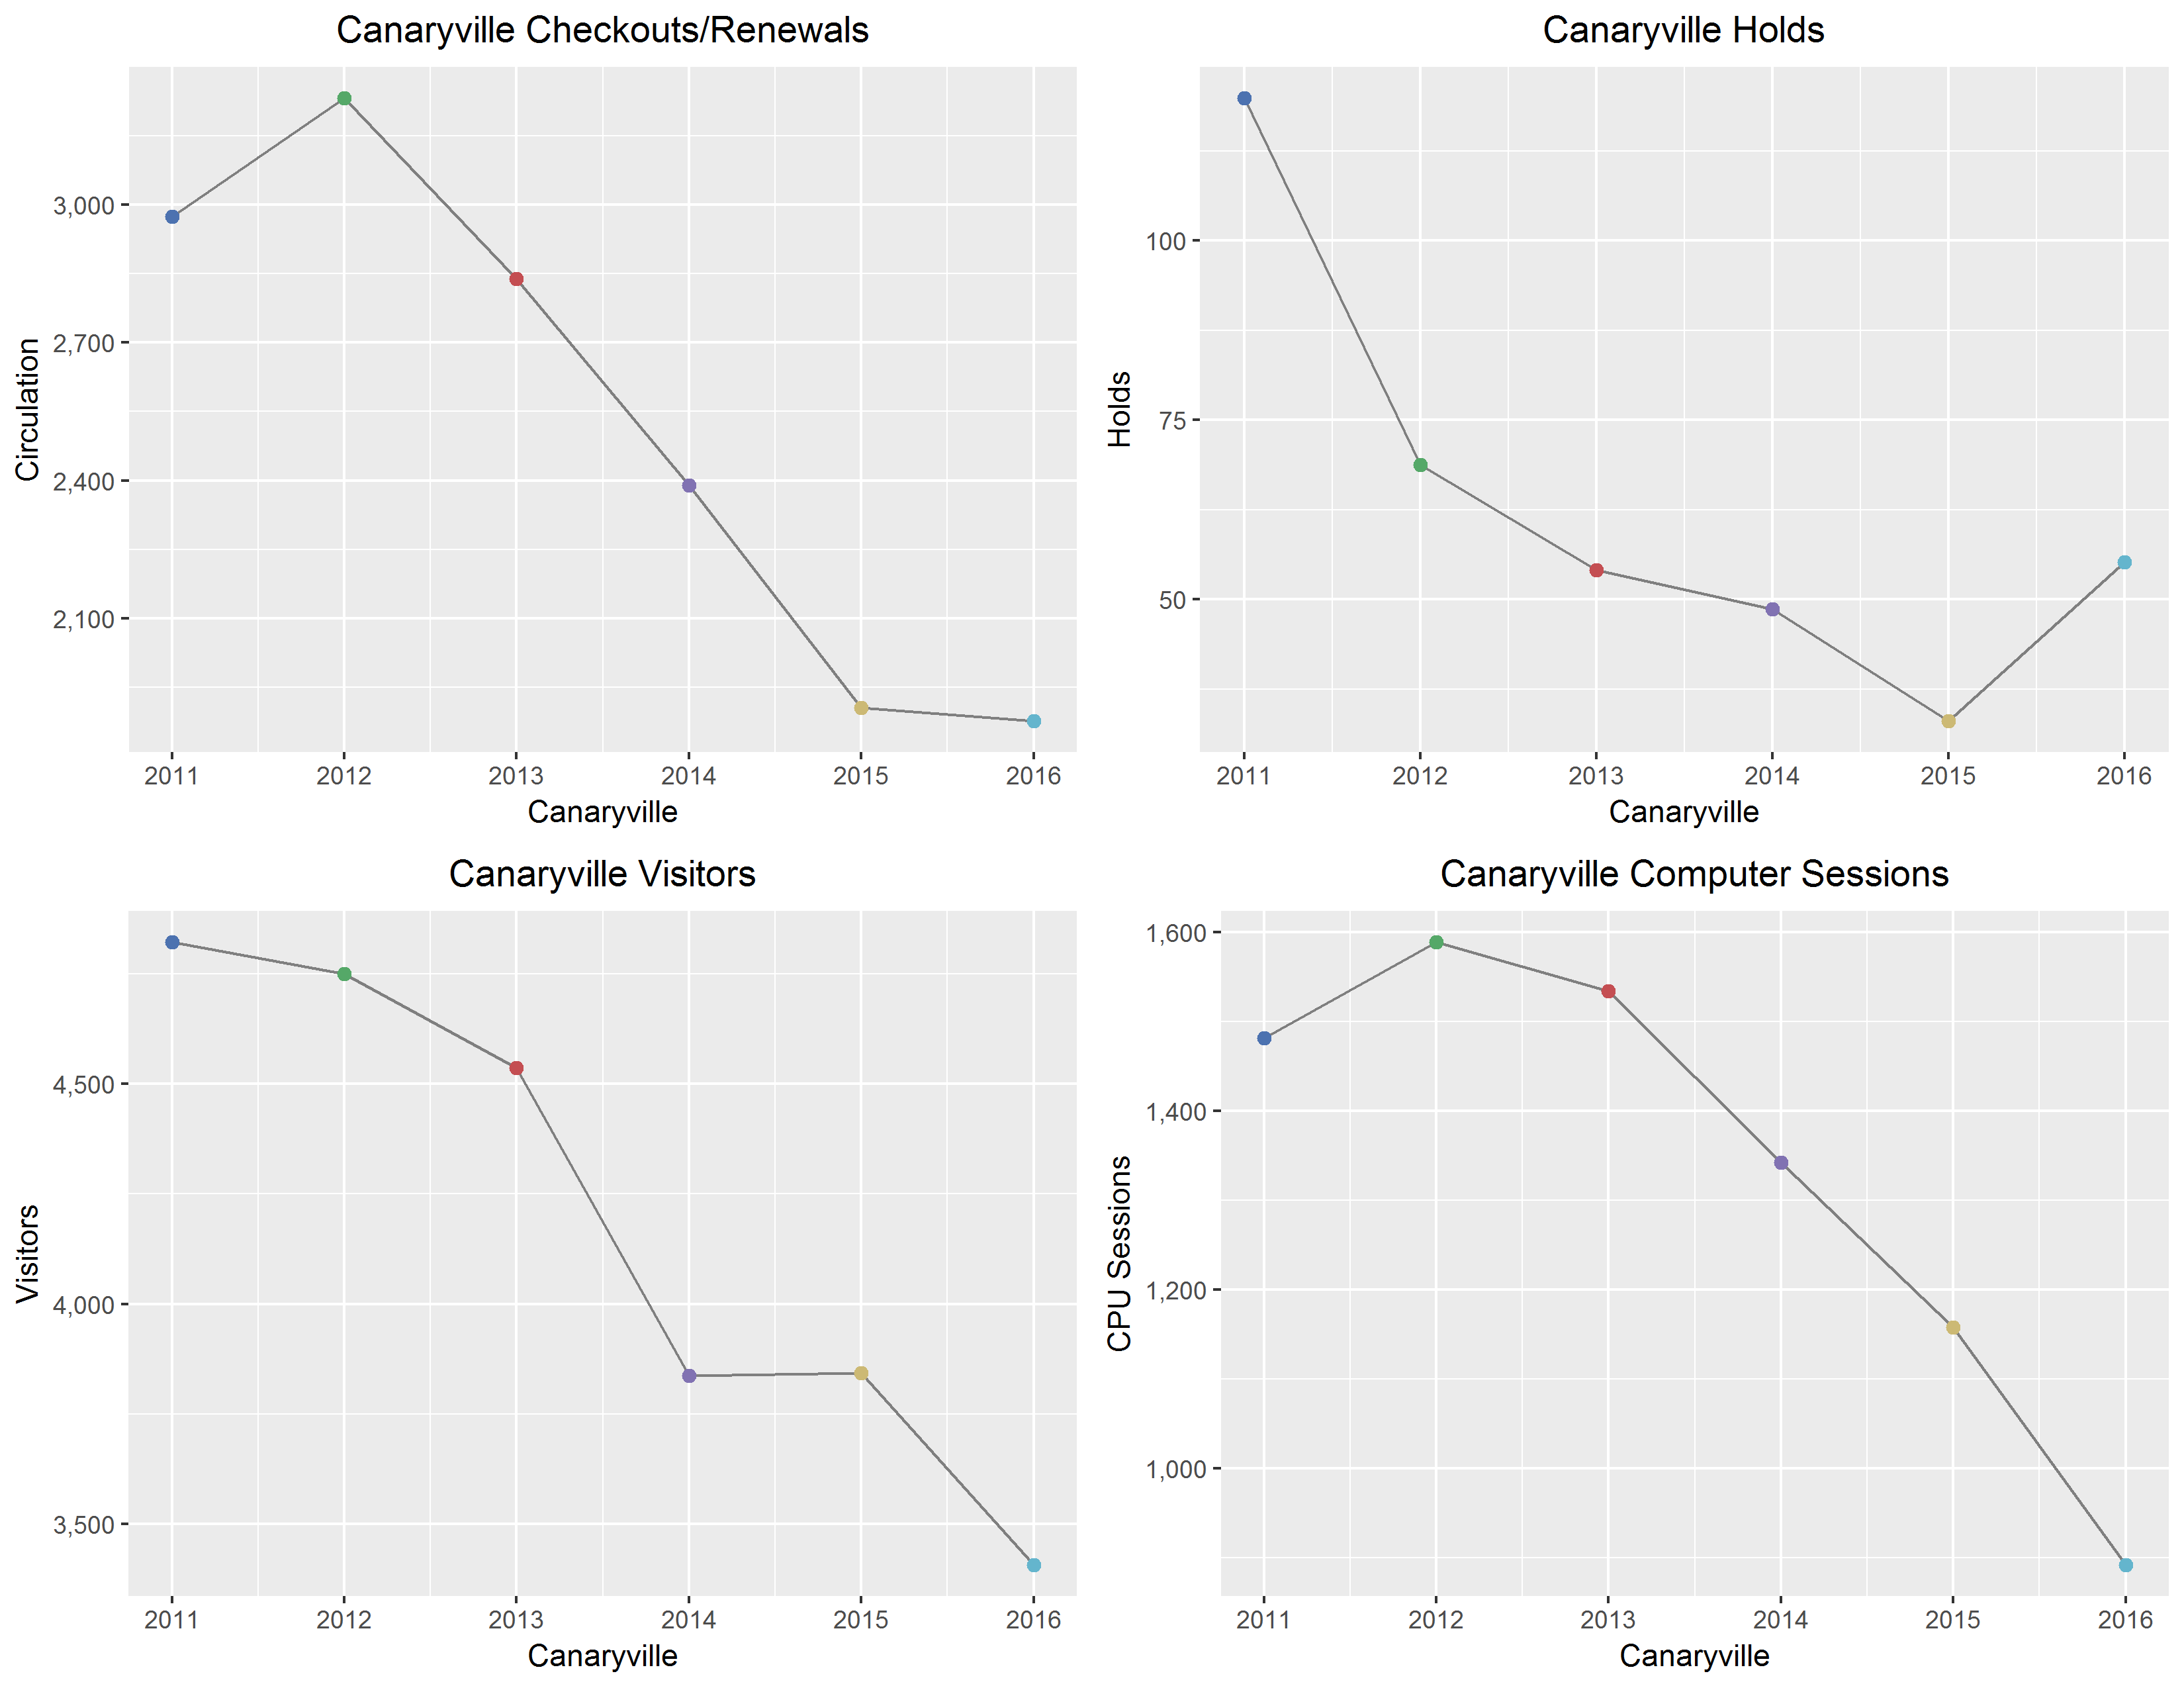 Canaryville Checkouts/Renewals
Circulation
3,000
2,700
2,400
2,100
2011 2012 2013 2014 2015 2016
Canaryville
Canaryville Holds
Holds
100
75
50
2011 2012 2013 2014 2015 2016
Canaryville
Canaryville Visitors
Visitors
4,500
4,000
3,500
2011 2012 2013 2014 2015 2016
Canaryville
Canaryville Computer Sessions
CPU Sessions
1,600
1,400
1,200
1,000
2011 2012 2013 2014 2015 2016
Canaryville